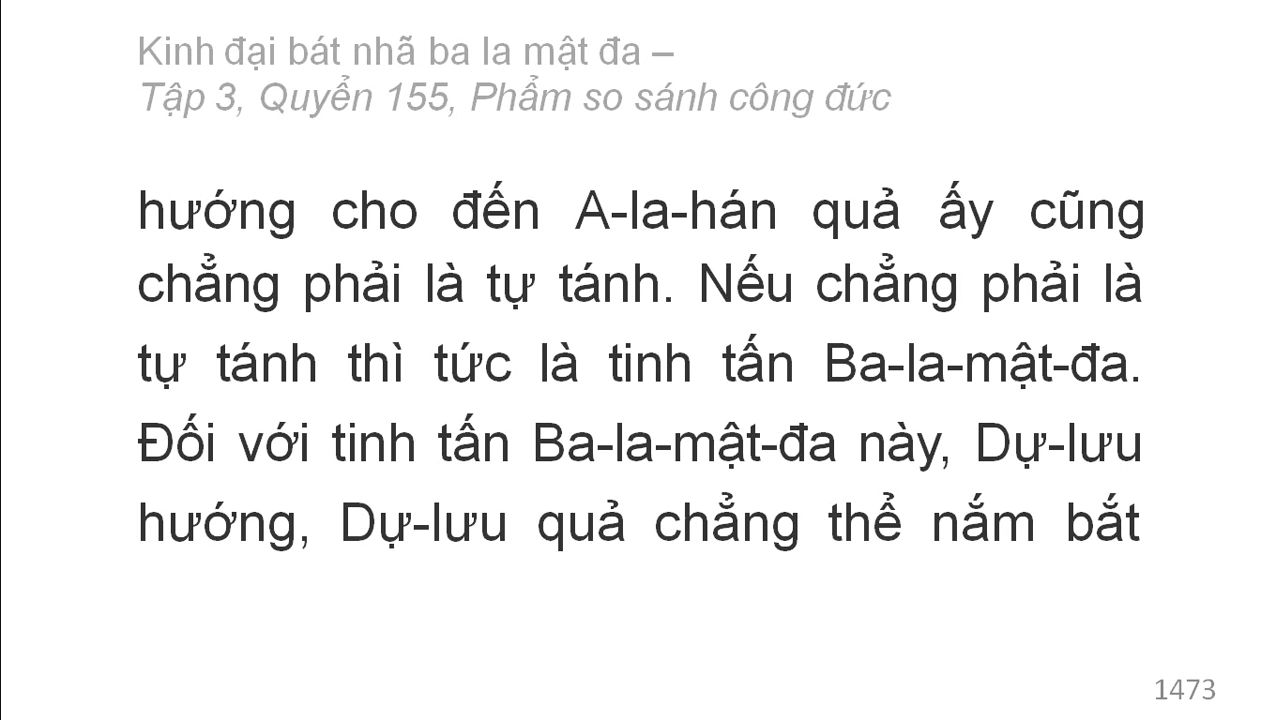 Kinh đại bát nhã ba la mật đa –
Tập 3, Quyển 155, Phẩm so sánh công đức
hướng cho đến A-la-hán quả ấy cũng
chẳng phải là tự tánh. Nếu chẳng phải là
tự tánh thì tức là tinh tấn Ba-la-mật-đa.
Đối với tinh tấn Ba-la-mật-đa này, Dự-lưu
hướng, Dự-lưu quả chẳng thể nắm bắt
1473